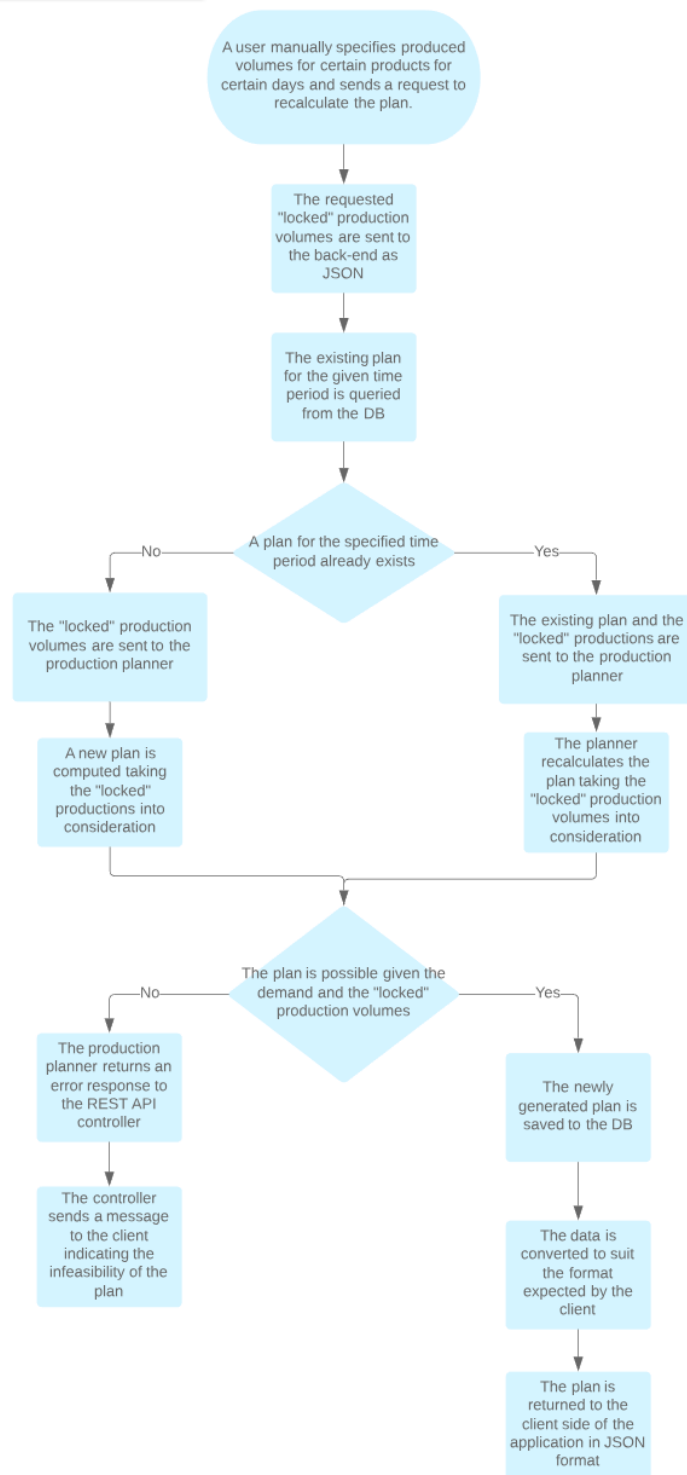 A user manually specifies produced
volumes for certain products for
certain days and sends a request to
recalculate the plan.
The requested
"locked" production
volumes are sent to
the back-end as
JSON
The existing plan
for the given time
period is queried
from the DB
A plan for the specified time
period already exists
No
Yes
The "locked" production
volumes are sent to the
production planner
The existing plan and the
"locked" productions are
sent to the production
planner
A new plan is
computed taking
the "locked"
productions into
consideration
The planner
recalculates the
plan taking the
"locked" production
volumes into
consideration
The plan is possible given the
demand and the "locked"
production volumes
No
Yes
The production
planner returns an
error response to
the REST API
controller
The newly
generated plan is
saved to the DB
The controller
sends a message
to the client
indicating the
infeasibility of the
plan
The data is
converted to suit
the format
expected by the
client
The plan is
returned to the
client side of the
application in JSON
format